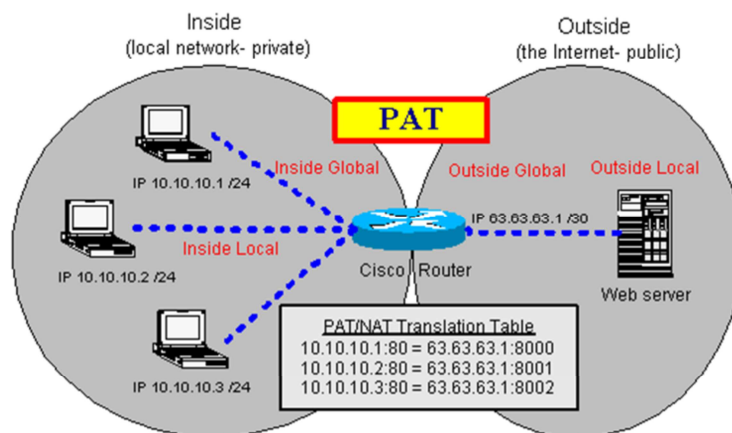 Inside
(local network- private)
Outside
(the Internet- public)
PAT
IP 10.10.10.1 /24
Inside Global
Outside Global
Outside Local
IP 63.63.63.1 /30
Inside Local
IP 10.10.10.2 /24
Cisco Router
Web server
IP 10.10.10.3 /24
PAT/NAT Translation Table
10.10.10.1:80 = 63.63.63.1:8000
10.10.10.2:80 = 63.63.63.1:8001
10.10.10.3:80 = 63.63.63.1:8002